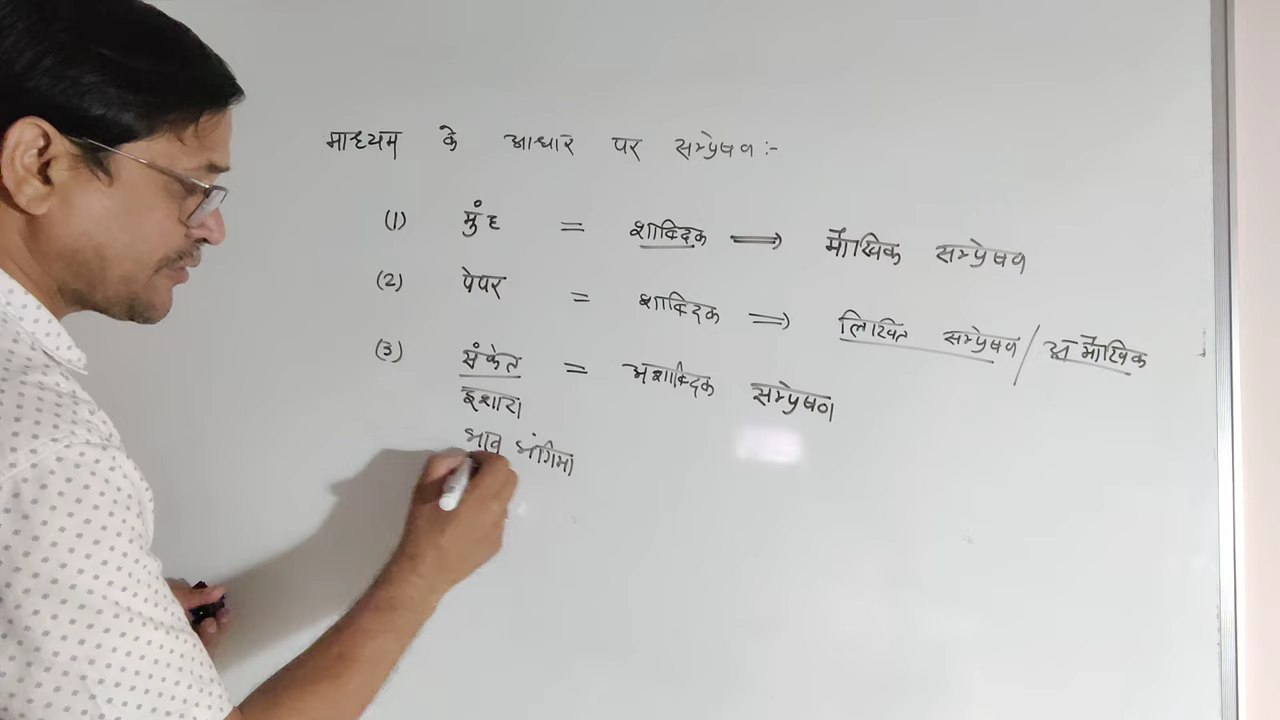 माध्यम के आधार पर सम्प्रेषण :-
(1) मुंह = शाब्दिक ⟹ मौखिक सम्प्रेषण
(2) पेपर = शाब्दिक ⟹ लिखित सम्प्रेषण / अमौखिक
(3) संकेत = अशाब्दिक सम्प्रेषण
इशारा
भाव भंगिमा